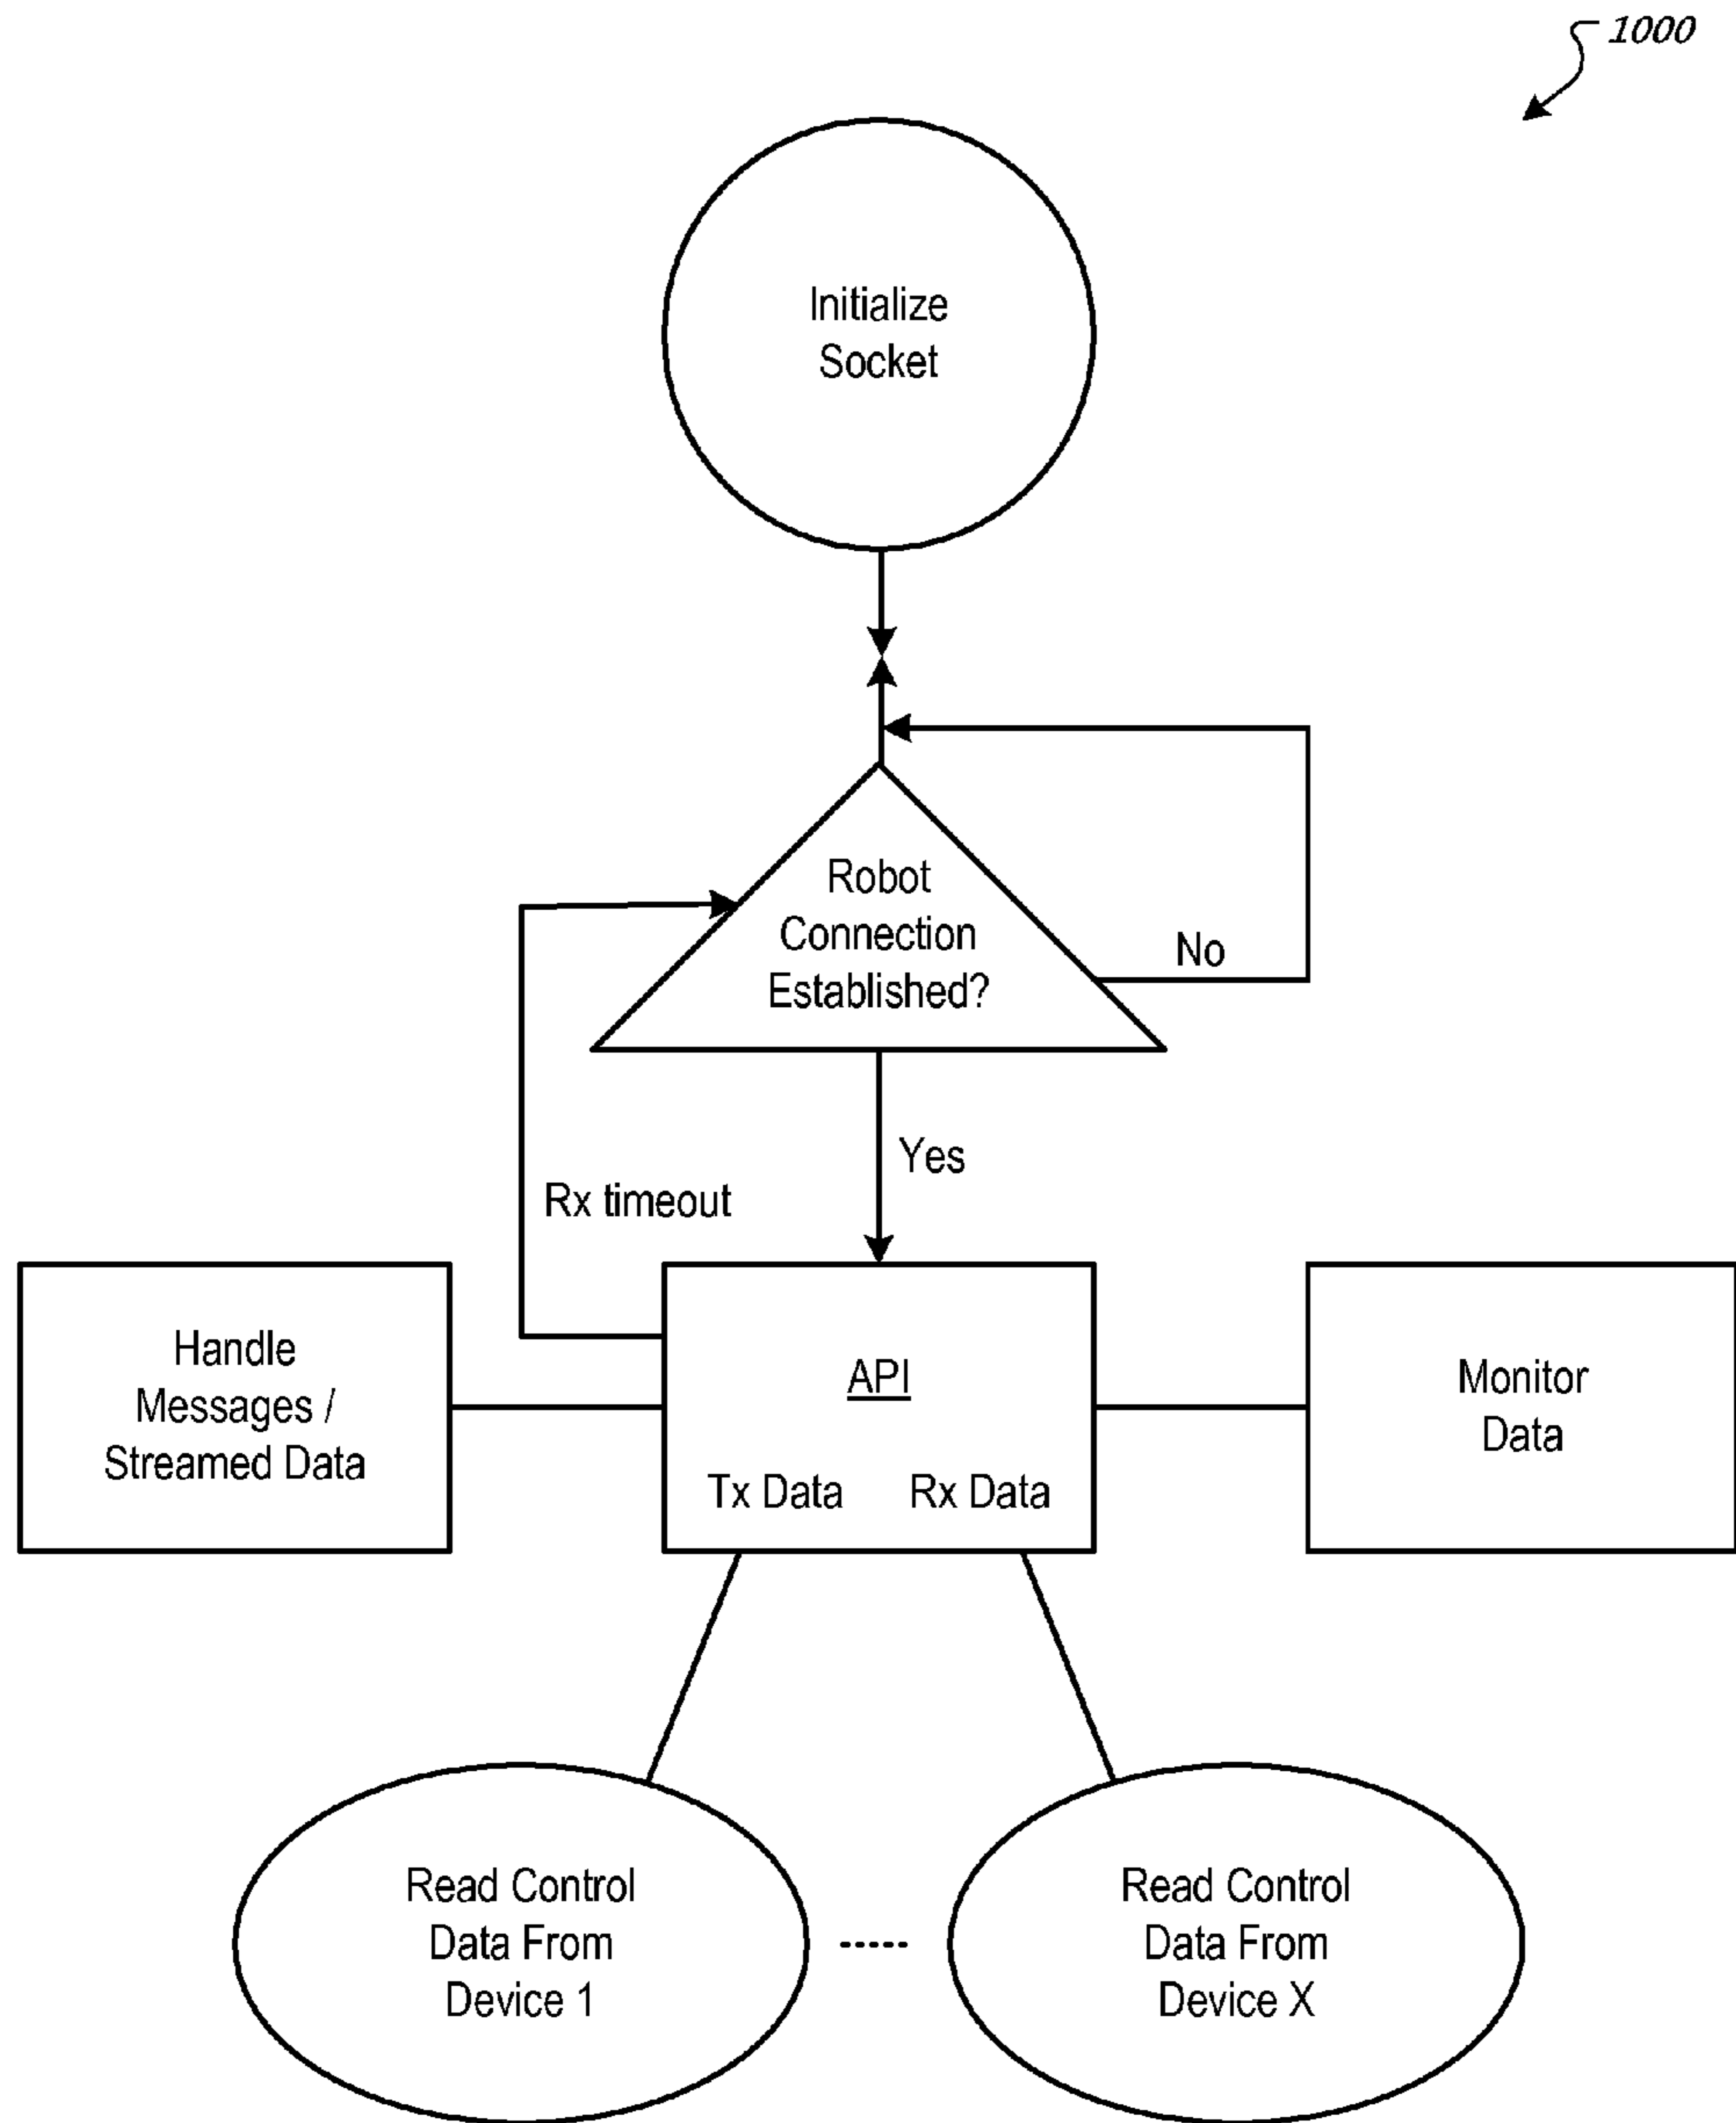 1000
Initialize
Socket
Robot
Connection
Established?
No
Yes
Rx timeout
Handle
Messages /
Streamed Data
API
Tx Data
Rx Data
Monitor
Data
Read Control
Data From
Device 1
Read Control
Data From
Device X